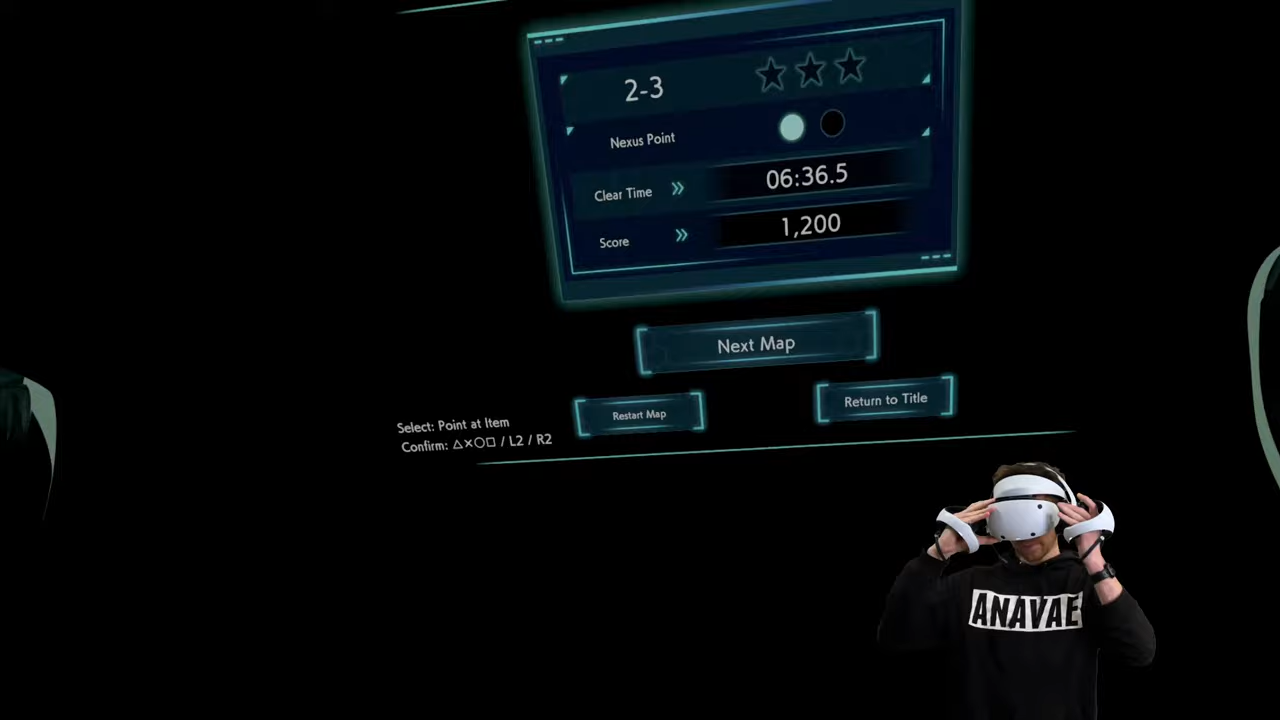 2-3
Nexus Point
Clear Time » 06:36.5
Score » 1,200
Next Map
Restart Map
Return to Title
Select: Point at Item
Confirm: △×○□ / L2 / R2
ANAVAE